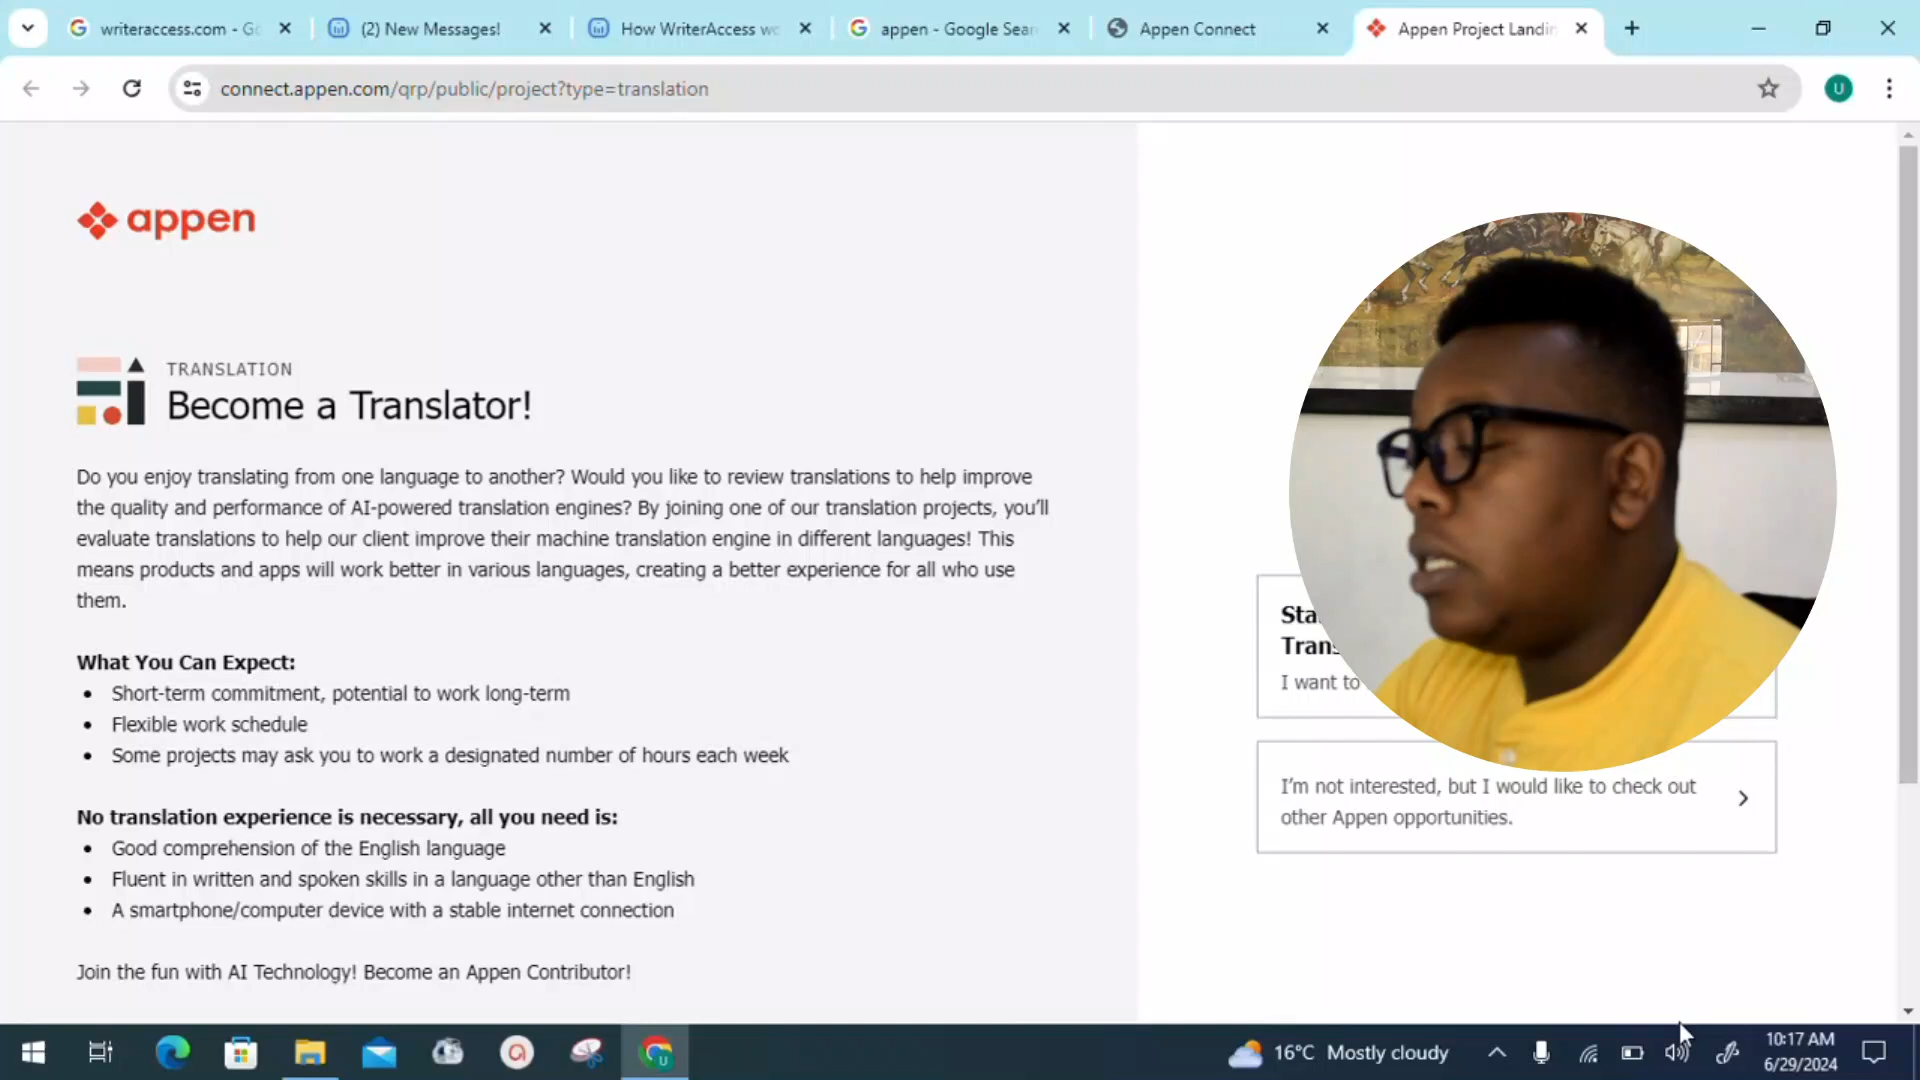 writeraccess.com - G
(2) New Messages!
How WriterAccess wo
appen - Google Sear
Appen Connect
Appen Project Landin
connect.appen.com/qrp/public/project?type=translation
U
appen
TRANSLATION
Become a Translator!
Do you enjoy translating from one language to another? Would you like to review translations to help improve
the quality and performance of AI-powered translation engines? By joining one of our translation projects, you'll
evaluate translations to help our client improve their machine translation engine in different languages! This
means products and apps will work better in various languages, creating a better experience for all who use
them.
What You Can Expect:
• Short-term commitment, potential to work long-term
• Flexible work schedule
• Some projects may ask you to work a designated number of hours each week
No translation experience is necessary, all you need is:
• Good comprehension of the English language
• Fluent in written and spoken skills in a language other than English
• A smartphone/computer device with a stable internet connection
Join the fun with AI Technology! Become an Appen Contributor!
Sta
Trans
I want to
I'm not interested, but I would like to check out
other Appen opportunities.
16°C Mostly cloudy
10:17 AM
6/29/2024